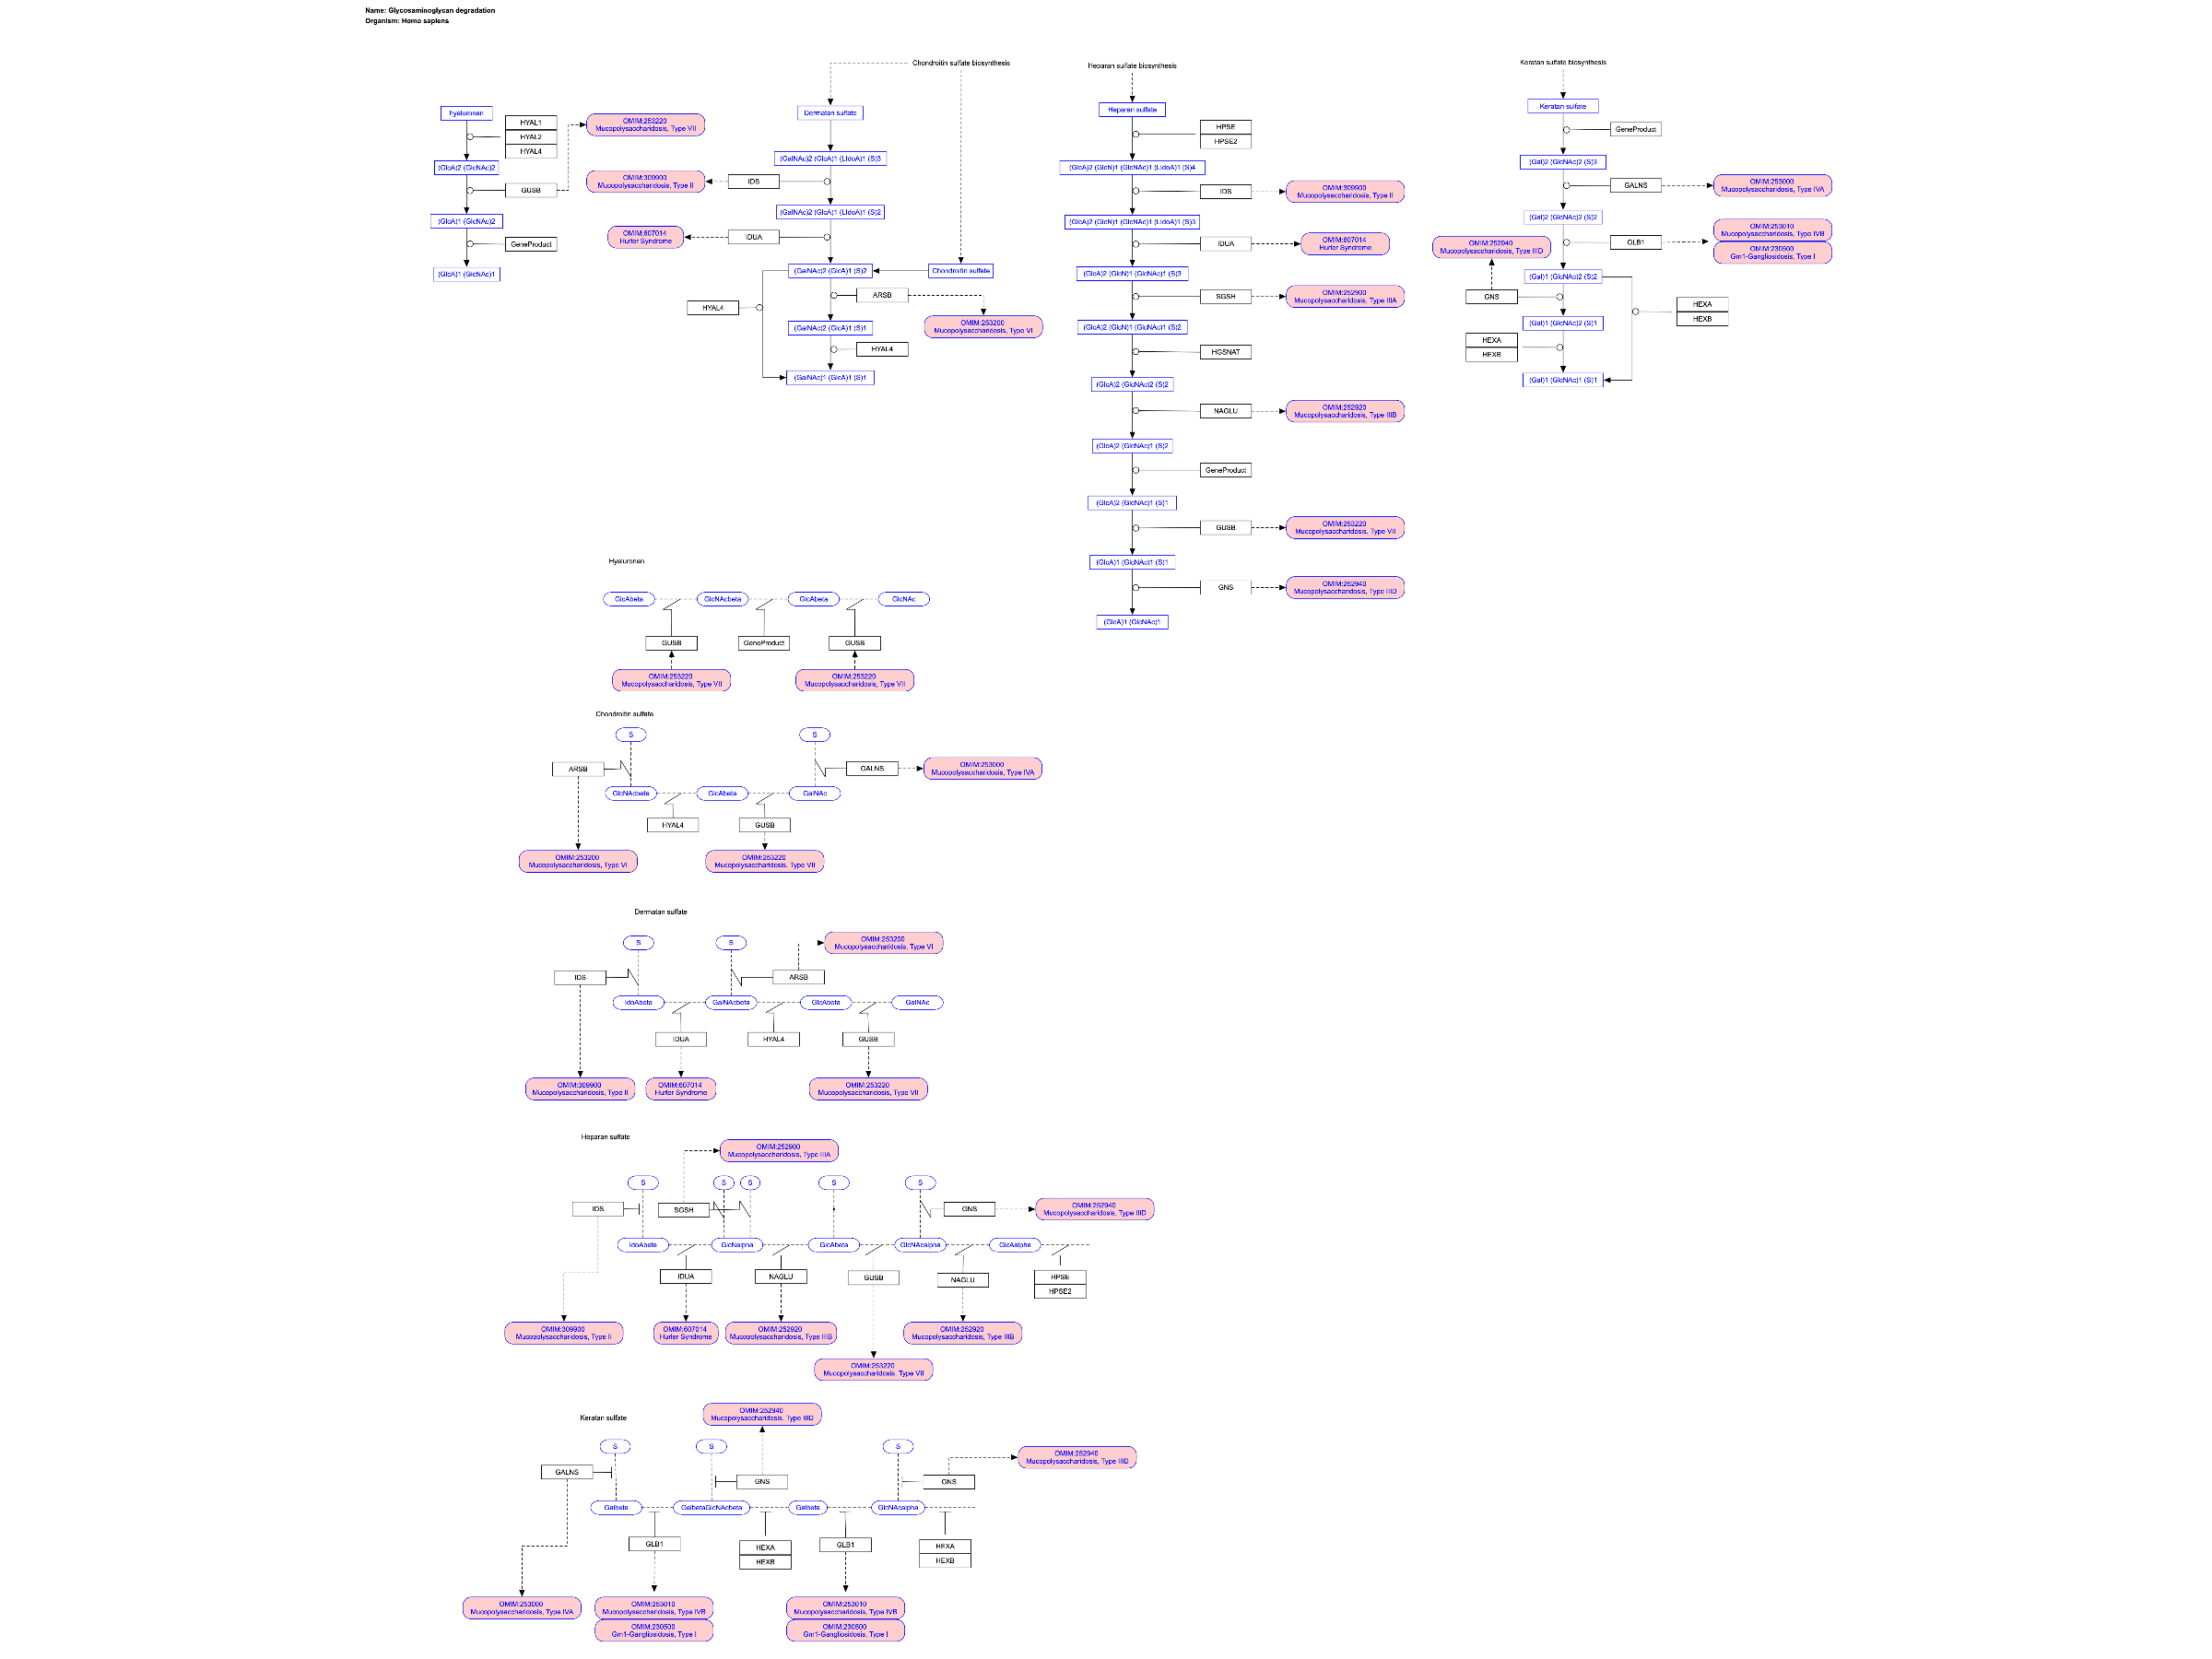 Name: Glycosaminoglycan degradation
Organism: Homo sapiens
Chondroitin sulfate biosynthesis
Heparan sulfate biosynthesis
Keratan sulfate biosynthesis
hyaluronan
HYAL1
HYAL2
HYAL4
OMIM:253220
Mucopolysaccharidosis, Type VII
(GlcA)2 (GlcNAc)2
GUSB
(GlcA)1 (GlcNAc)2
GeneProduct
(GlcA)1 (GlcNAc)1
Dermatan sulfate
(GalNAc)2 (GlcA)1 (LIdoA)1 (S)3
OMIM:309900
Mucopolysaccharidosis, Type II
IDS
(GalNAc)2 (GlcA)1 (LIdoA)1 (S)2
OMIM:607014
Hurler Syndrome
IDUA
(GalNAc)2 (GlcA)1 (S)2
Chondroitin sulfate
ARSB
HYAL4
OMIM:253200
Mucopolysaccharidosis, Type VI
(GalNAc)2 (GlcA)1 (S)1
HYAL4
(GalNAc)1 (GlcA)1 (S)1
Heparan sulfate
HPSE
HPSE2
(GlcA)2 (GlcN)1 (GlcNAc)1 (LIdoA)1 (S)4
IDS
OMIM:309900
Mucopolysaccharidosis, Type II
(GlcA)2 (GlcN)1 (GlcNAc)1 (LIdoA)1 (S)3
IDUA
OMIM:607014
Hurler Syndrome
(GlcA)2 (GlcN)1 (GlcNAc)1 (S)3
SGSH
OMIM:252900
Mucopolysaccharidosis, Type IIIA
(GlcA)2 (GlcN)1 (GlcNAc)1 (S)2
HGSNAT
(GlcA)2 (GlcNAc)2 (S)2
NAGLU
OMIM:252920
Mucopolysaccharidosis, Type IIIB
(GlcA)2 (GlcNAc)1 (S)2
GeneProduct
(GlcA)2 (GlcNAc)1 (S)1
GUSB
OMIM:253220
Mucopolysaccharidosis, Type VII
(GlcA)1 (GlcNAc)1 (S)1
GNS
OMIM:252940
Mucopolysaccharidosis, Type IIID
(GlcA)1 (GlcNAc)1
Keratan sulfate
GeneProduct
(Gal)2 (GlcNAc)2 (S)3
GALNS
OMIM:253000
Mucopolysaccharidosis, Type IVA
(Gal)2 (GlcNAc)2 (S)2
GLB1
OMIM:253010
Mucopolysaccharidosis, Type IVB
OMIM:230500
Gm1-Gangliosidosis, Type I
OMIM:252940
Mucopolysaccharidosis, Type IIID
(Gal)1 (GlcNAc)2 (S)2
GNS
HEXA
HEXB
(Gal)1 (GlcNAc)2 (S)1
HEXA
HEXB
(Gal)1 (GlcNAc)1 (S)1
Hyaluronan
GlcAbeta
GlcNAcbeta
GlcAbeta
GlcNAc
GUSB
GeneProduct
GUSB
OMIM:253220
Mucopolysaccharidosis, Type VII
OMIM:253220
Mucopolysaccharidosis, Type VII
Chondroitin sulfate
S
S
ARSB
GALNS
OMIM:253000
Mucopolysaccharidosis, Type IVA
GlcNAcbeta
GlcAbeta
GalNAc
HYAL4
GUSB
OMIM:253200
Mucopolysaccharidosis, Type VI
OMIM:253220
Mucopolysaccharidosis, Type VII
Dermatan sulfate
S
S
OMIM:253200
Mucopolysaccharidosis, Type VI
IDS
ARSB
IdoAbeta
GalNAcbeta
GlcAbeta
GalNAc
IDUA
HYAL4
GUSB
OMIM:309900
Mucopolysaccharidosis, Type II
OMIM:607014
Hurler Syndrome
OMIM:253220
Mucopolysaccharidosis, Type VII
Heparan sulfate
OMIM:252900
Mucopolysaccharidosis, Type IIIA
S
S
S
S
S
IDS
SGSH
GNS
OMIM:252940
Mucopolysaccharidosis, Type IIID
IdoAbeta
GlcNalpha
GlcAbeta
GlcNAcalpha
GlcAalpha
IDUA
NAGLU
GUSB
NAGLU
HPSE
HPSE2
OMIM:309900
Mucopolysaccharidosis, Type II
OMIM:607014
Hurler Syndrome
OMIM:252920
Mucopolysaccharidosis, Type IIIB
OMIM:252920
Mucopolysaccharidosis, Type IIIB
OMIM:253220
Mucopolysaccharidosis, Type VII
Keratan sulfate
OMIM:252940
Mucopolysaccharidosis, Type IIID
S
S
S
OMIM:252940
Mucopolysaccharidosis, Type IIID
GALNS
GNS
GNS
Galbeta
GalbetaGlcNAcbeta
Galbeta
GlcNAcalpha
GLB1
HEXA
HEXB
GLB1
HEXA
HEXB
OMIM:253000
Mucopolysaccharidosis, Type IVA
OMIM:253010
Mucopolysaccharidosis, Type IVB
OMIM:230500
Gm1-Gangliosidosis, Type I
OMIM:253010
Mucopolysaccharidosis, Type IVB
OMIM:230500
Gm1-Gangliosidosis, Type I